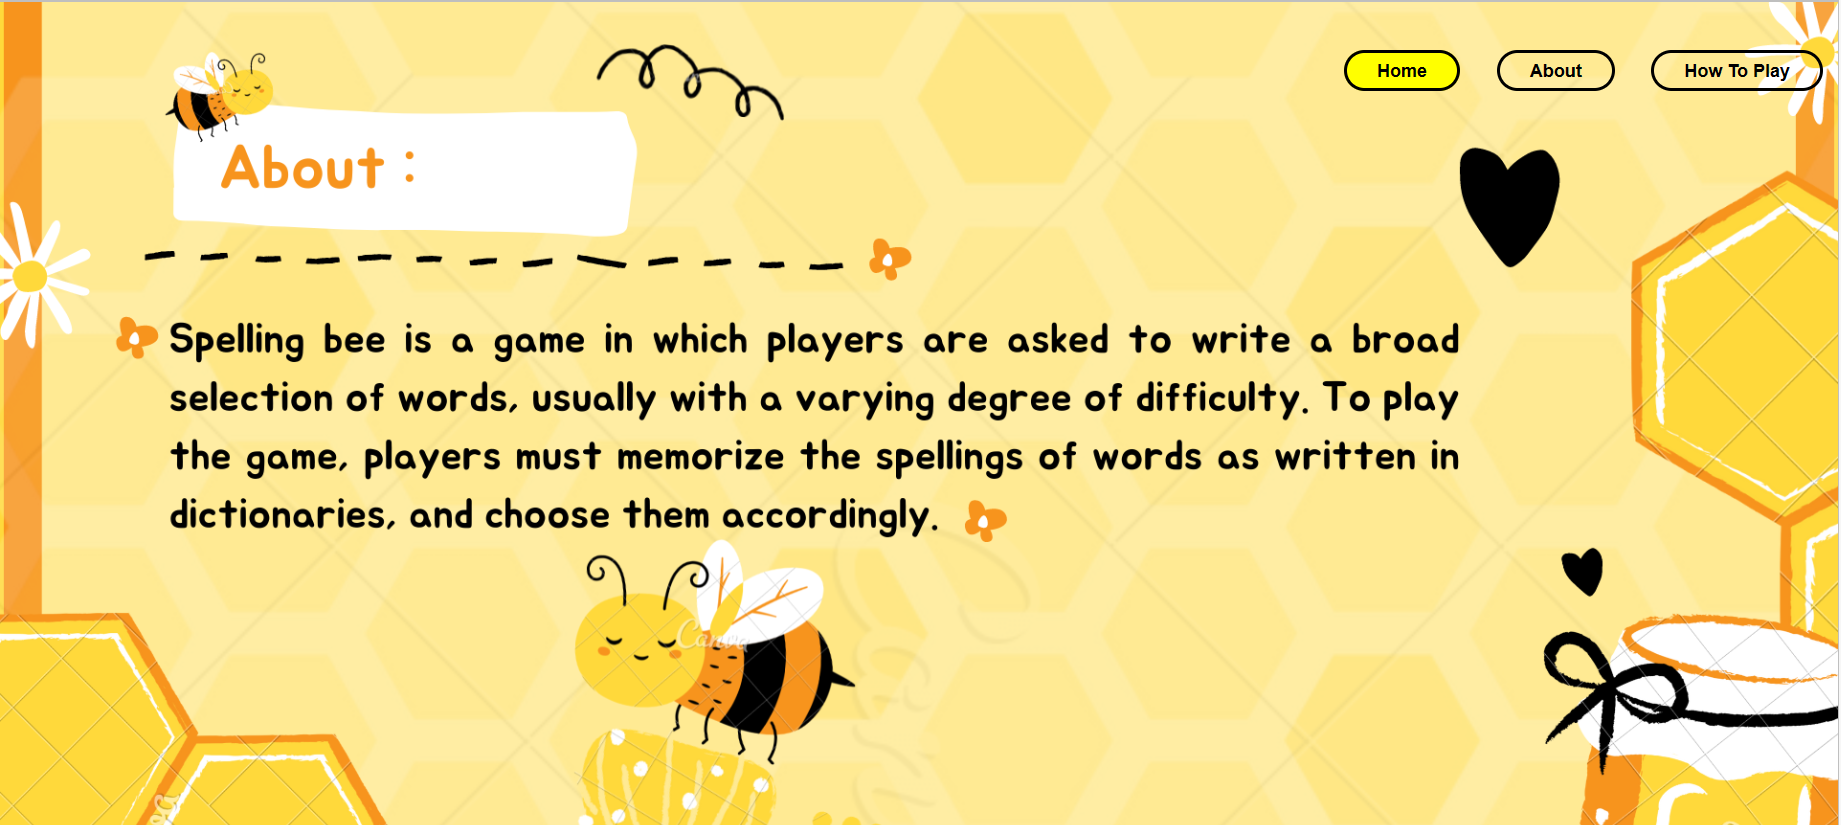 Home About How To Play
About :
Spelling bee is a game in which players are asked to write a broad
selection of words, usually with a varying degree of difficulty. To play
the game, players must memorize the spellings of words as written in
dictionaries, and choose them accordingly.
Canva